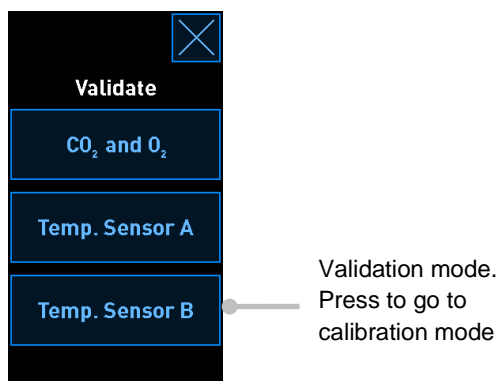 Validate
CO₂ and O₂
Temp. Sensor A
Temp. Sensor B
Validation mode.
Press to go to
calibration mode